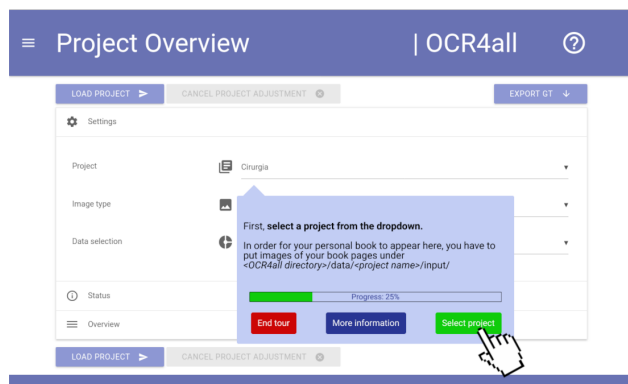 Project Overview | OCR4all
LOAD PROJECT CANCEL PROJECT ADJUSTMENT EXPORT GT
Settings
Project Cirurgia
Image type
Data selection
First, select a project from the dropdown.
In order for your personal book to appear here, you have to
put images of your book pages under
<OCR4all directory>/data/<project name>/input/
Progress: 25%
End tour More information Select project
Status
Overview
LOAD PROJECT CANCEL PROJECT ADJUSTMENT